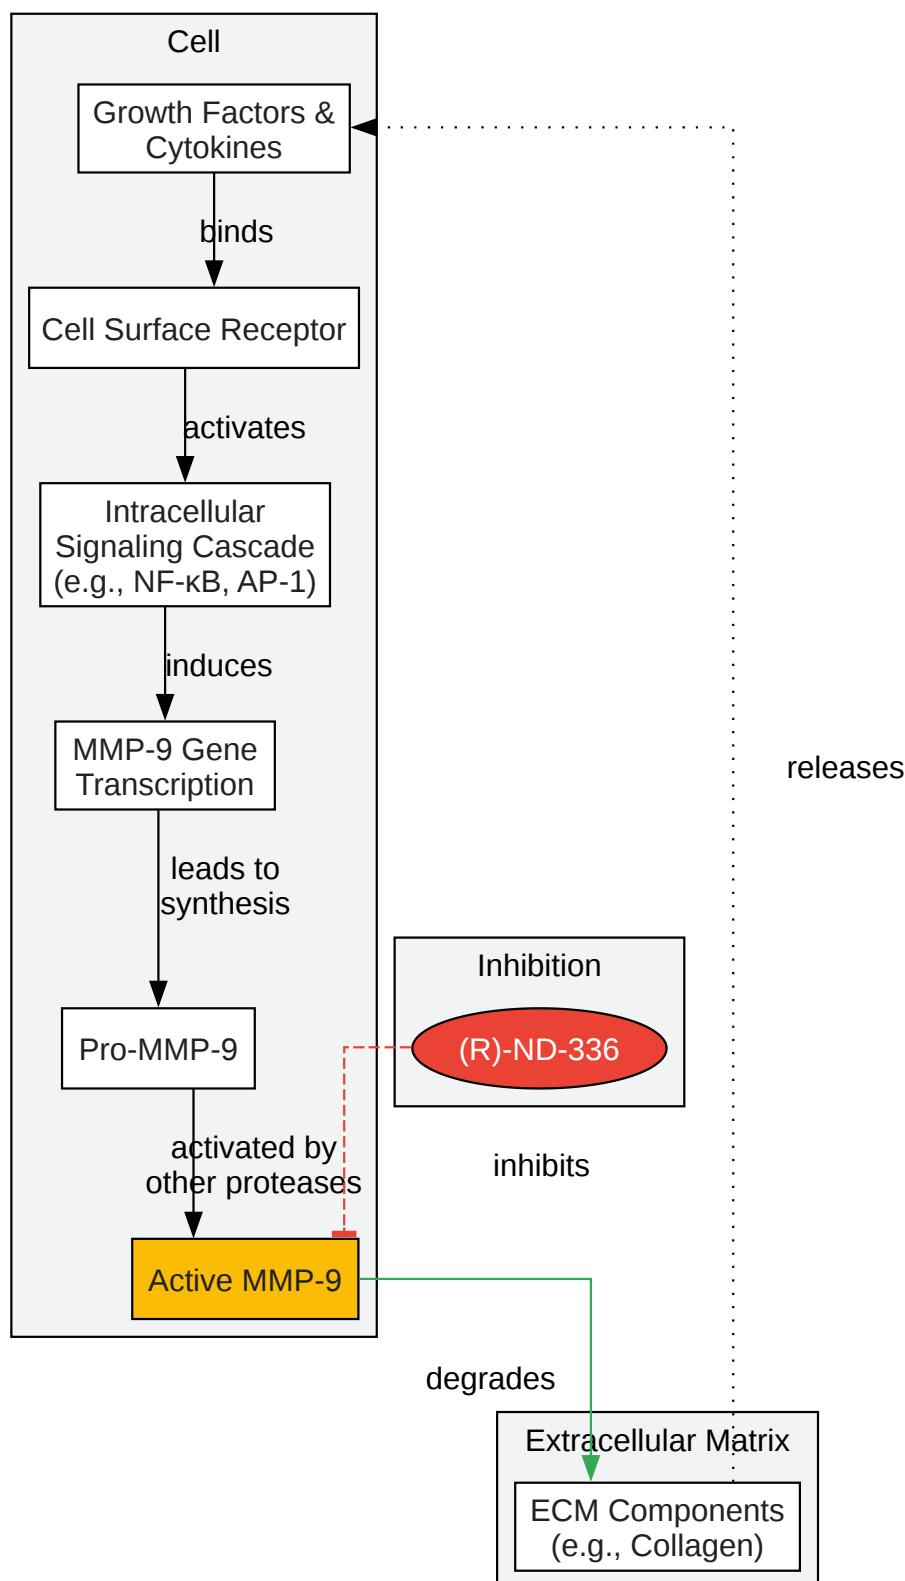 Cell
Growth Factors &
Cytokines
binds
Cell Surface Receptor
activates
Intracellular
Signaling Cascade
(e.g., NF-κB, AP-1)
induces
MMP-9 Gene
Transcription
releases
leads to
synthesis
Inhibition
(R)-ND-336
Pro-MMP-9
activated by
other proteases
inhibits
Active MMP-9
degrades
Extracellular Matrix
ECM Components
(e.g., Collagen)